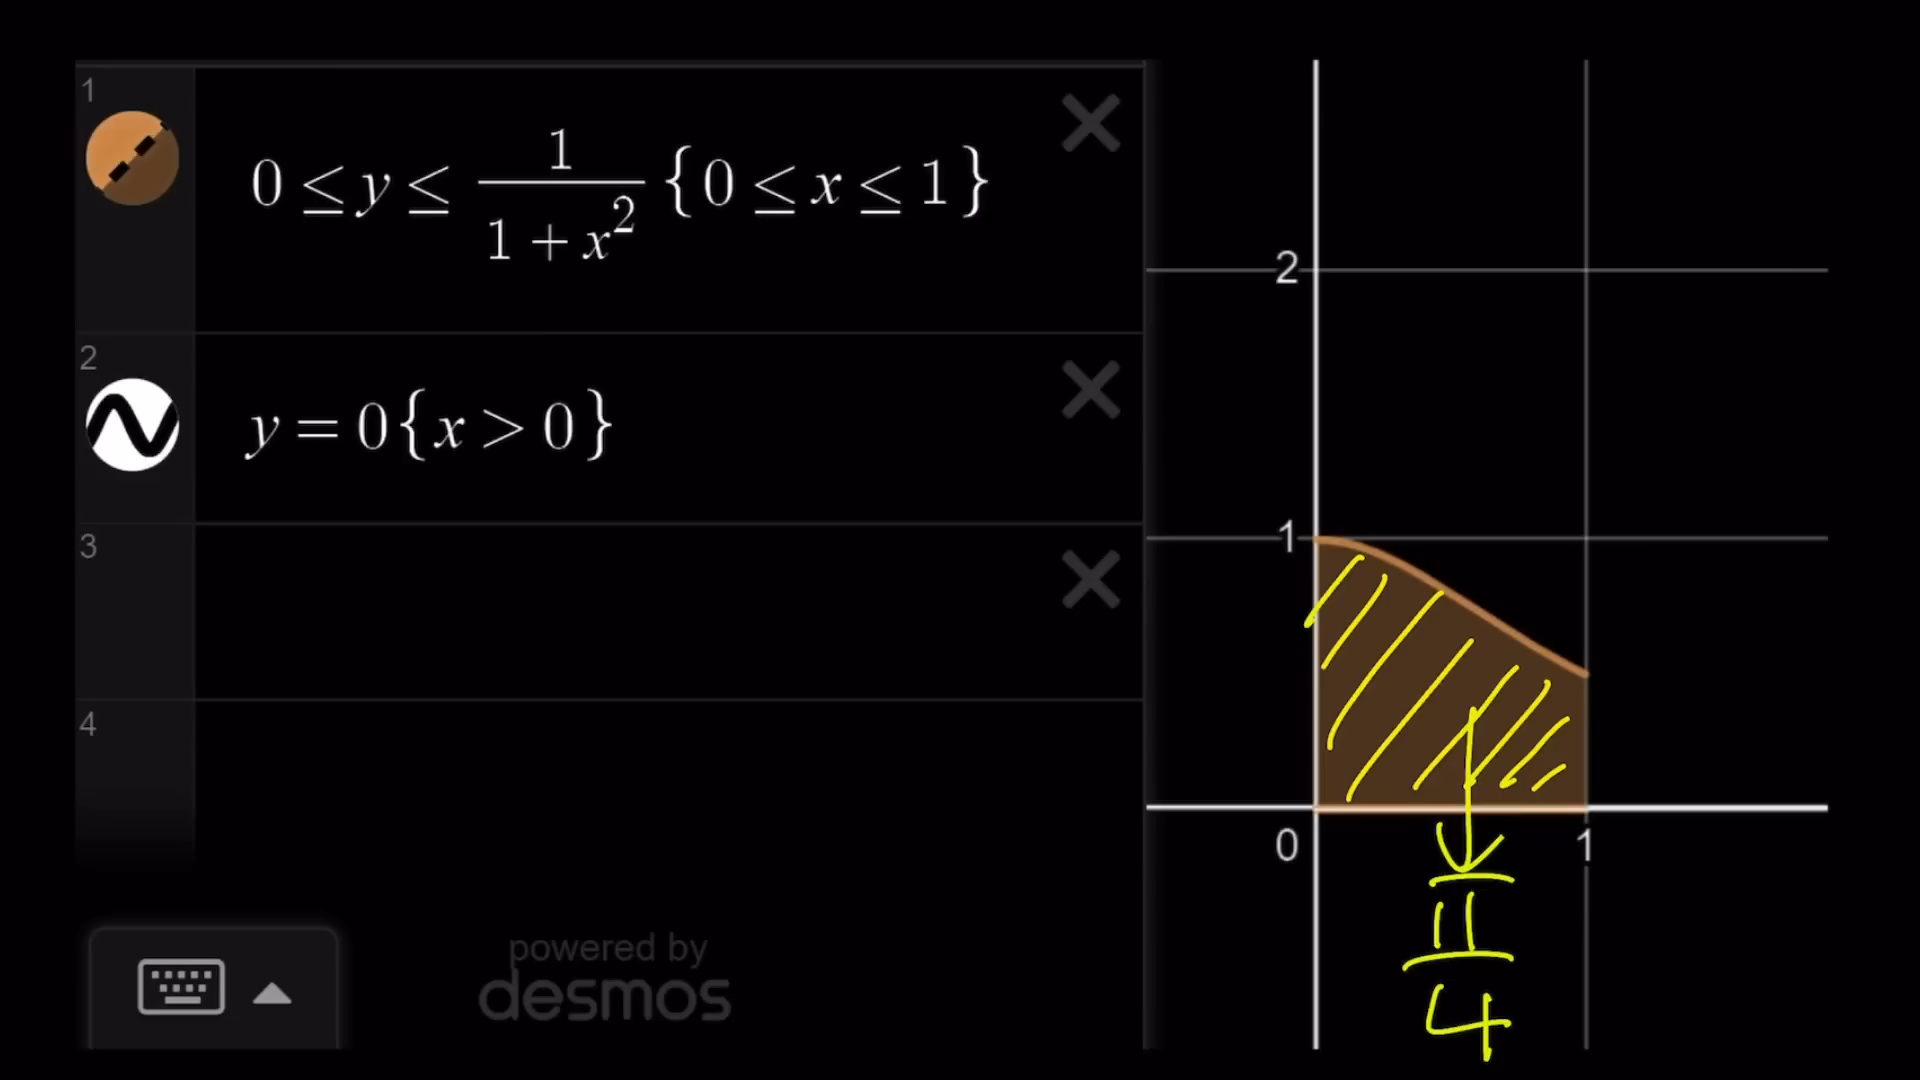 1
0 ≤ y ≤ 1/(1 + x²) {0 ≤ x ≤ 1}
2
y = 0{x > 0}
3
4
powered by
desmos
2
1
0
1
π/4